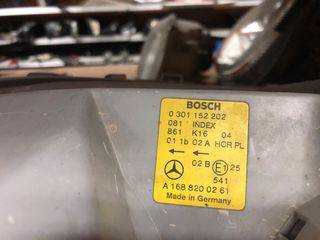 BOSCH
0 301 152 202
081 INDEX
861 K16 04
01 1b 02 A HCR PL
02 B E1 25
541
A 168 820 02 61
Made in Germany